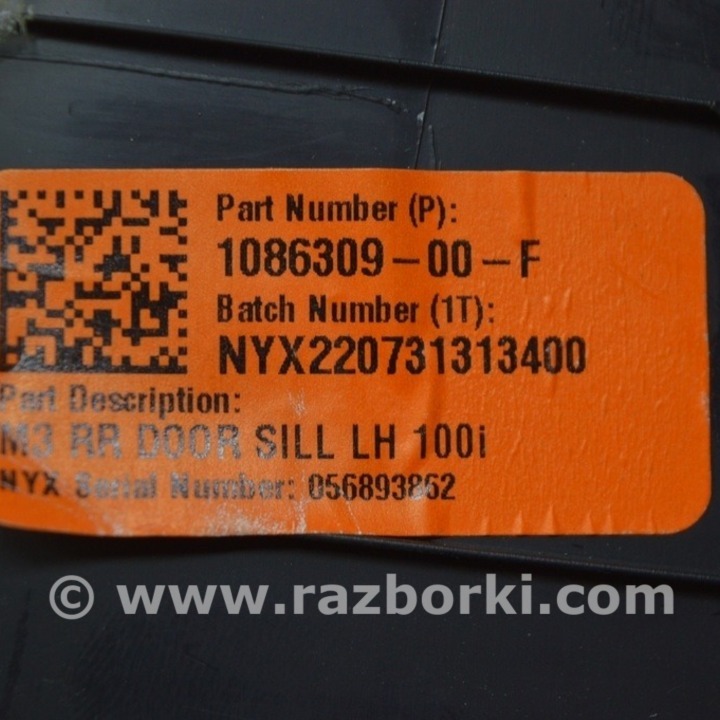 Part Number (P):
1086309-00-F
Batch Number (1T):
NYX220731313400
Part Description:
M3 RR DOOR SILL LH 100i
NYX Serial Number: 056893862
© www.razborki.com